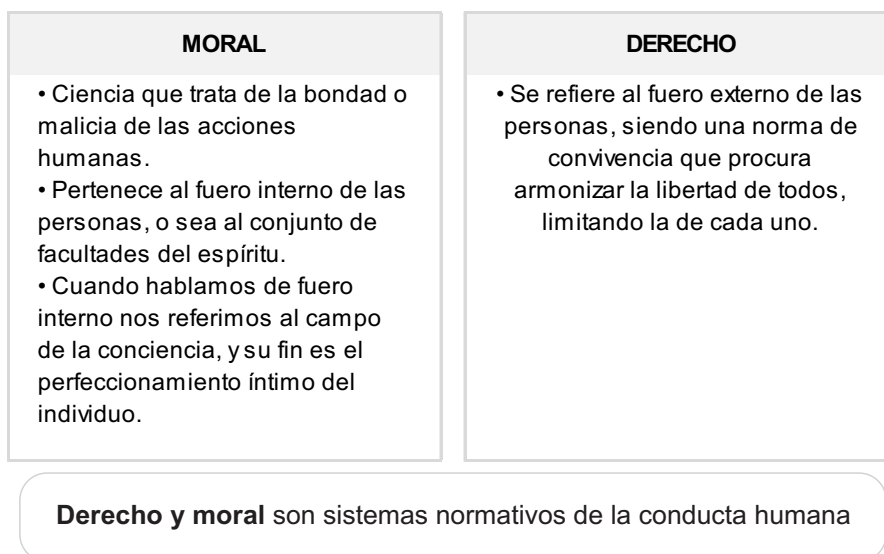 MORAL
• Ciencia que trata de la bondad o
malicia de las acciones
humanas.
• Pertenece al fuero interno de las
personas, o sea al conjunto de
facultades del espíritu.
• Cuando hablamos de fuero
interno nos referimos al campo
de la conciencia, y su fin es el
perfeccionamiento íntimo del
individuo.
DERECHO
• Se refiere al fuero externo de las
personas, siendo una norma de
convivencia que procura
armonizar la libertad de todos,
limitando la de cada uno.
Derecho y moral son sistemas normativos de la conducta humana